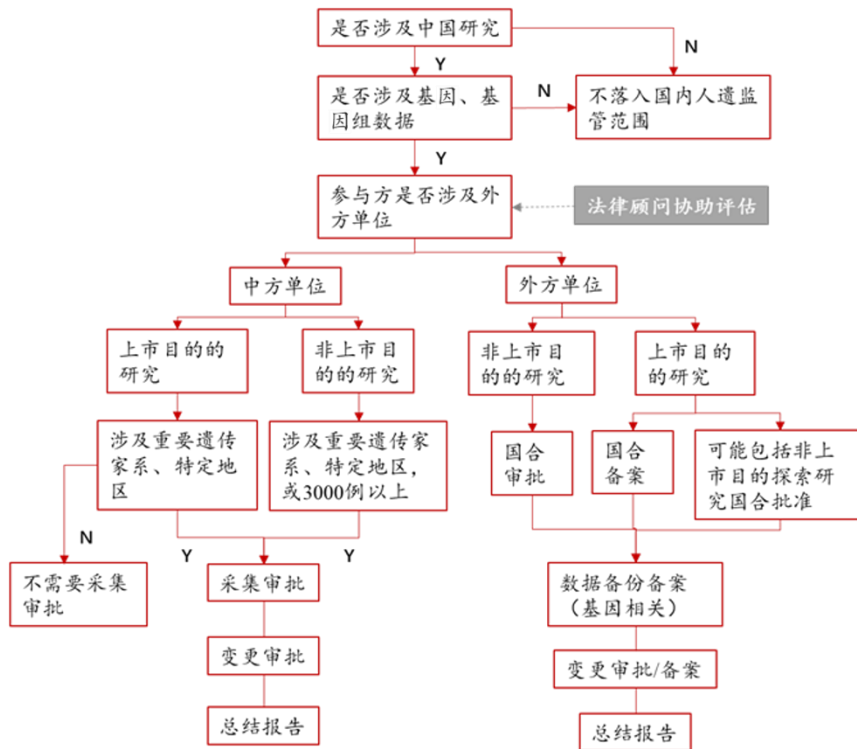 是否涉及中国研究
N
Y
是否涉及基因、基
因组数据
N
不落入国内人遗监
管范围
Y
参与方是否涉及外
方单位
法律顾问协助评估
中方单位
外方单位
上市目的的
研究
非上市目
的的研究
非上市目
的的研究
上市目的
的研究
涉及重要遗传
家系、特定地
区
涉及重要遗传家
系、特定地区，
或3000例以上
国合
审批
国合
备案
可能包括非上
市目的探索研
究国合批准
N
Y
Y
不需要采集
审批
采集审批
数据备份备案
（基因相关）
变更审批
变更审批/备案
总结报告
总结报告